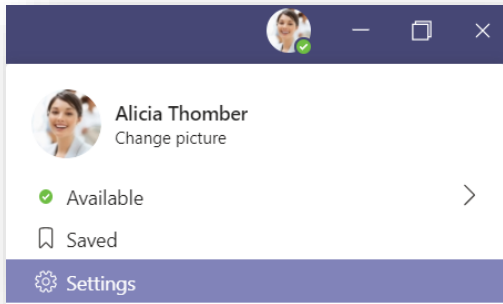 Alicia Thomber
Change picture
Available
Saved
Settings